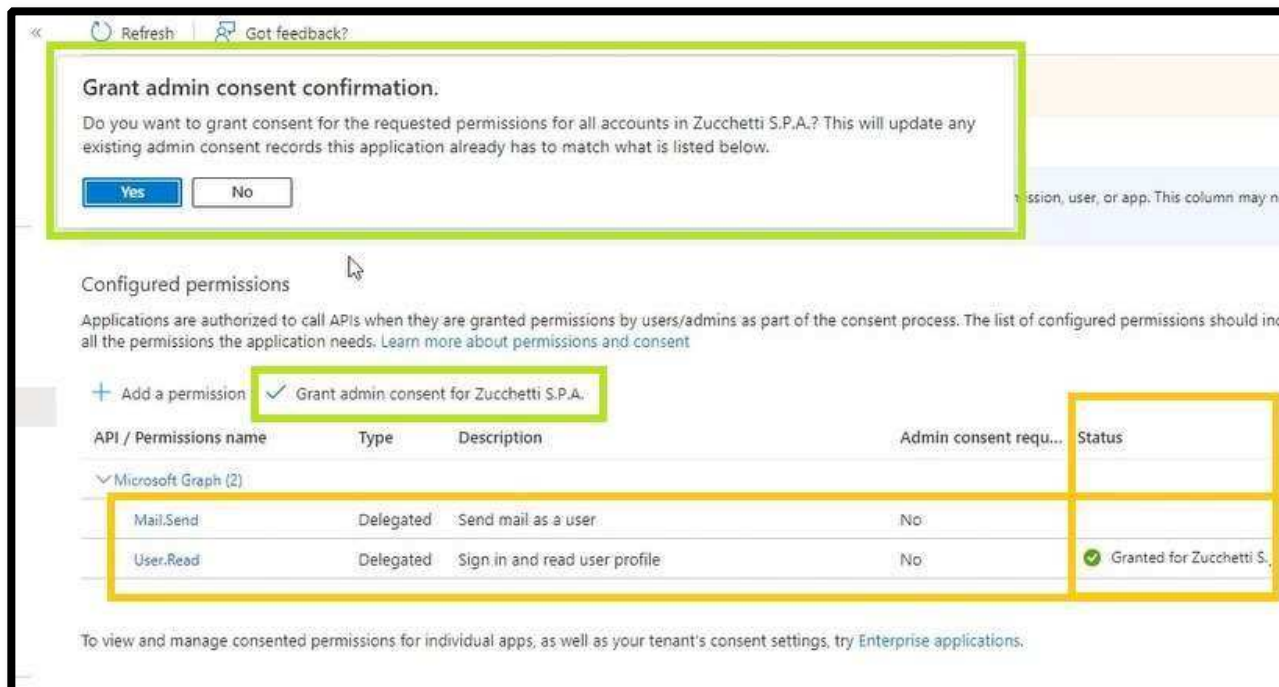 « Refresh Got feedback?
Grant admin consent confirmation.
Do you want to grant consent for the requested permissions for all accounts in Zucchetti S.P.A.? This will update any
existing admin consent records this application already has to match what is listed below.
Yes No
ission, user, or app. This column may n
Configured permissions
Applications are authorized to call APIs when they are granted permissions by users/admins as part of the consent process. The list of configured permissions should inc
all the permissions the application needs. Learn more about permissions and consent
+ Add a permission ✓ Grant admin consent for Zucchetti S.P.A.
API / Permissions name Type Description Admin consent requ... Status
Microsoft Graph (2)
Mail.Send Delegated Send mail as a user No
User.Read Delegated Sign in and read user profile No Granted for Zucchetti S.
To view and manage consented permissions for individual apps, as well as your tenant's consent settings, try Enterprise applications.